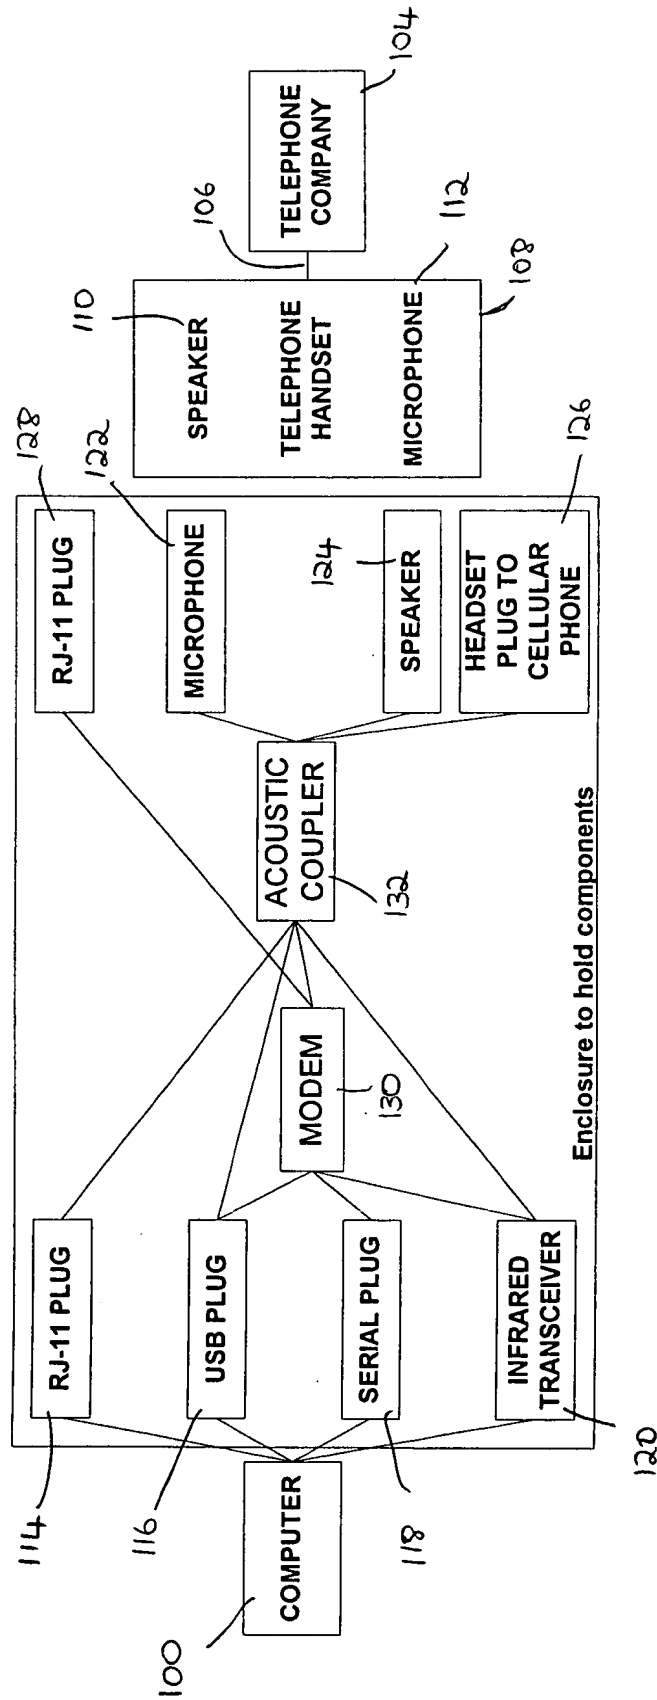 100
COMPUTER
114
RJ-11 PLUG
116
USB PLUG
118
SERIAL PLUG
120
INFRARED
TRANSCEIVER
MODEM
130
ACOUSTIC
COUPLER
132
128
RJ-11 PLUG
122
MICROPHONE
124
SPEAKER
126
HEADSET
PLUG TO
CELLULAR
PHONE
Enclosure to hold components
110
SPEAKER
TELEPHONE
HANDSET
MICROPHONE
112
108
106
TELEPHONE
COMPANY
104